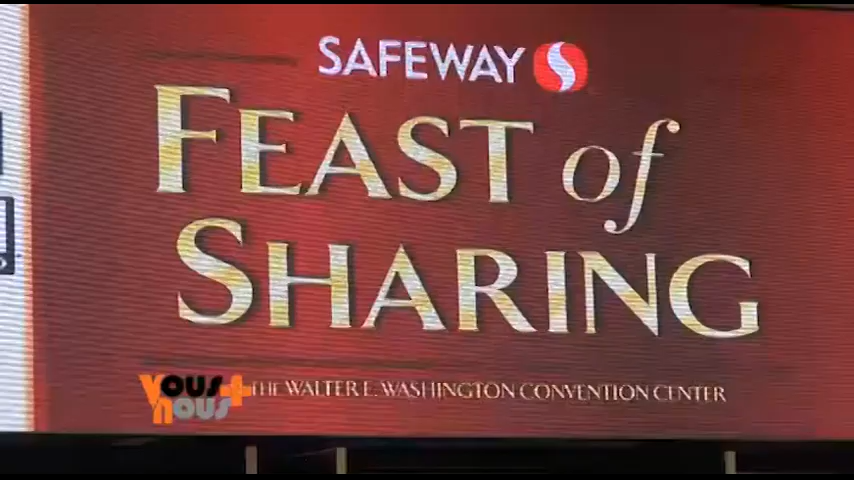 SAFEWAY
FEAST of
SHARING
THE WALTER E. WASHINGTON CONVENTION CENTER
VOUS+
nous